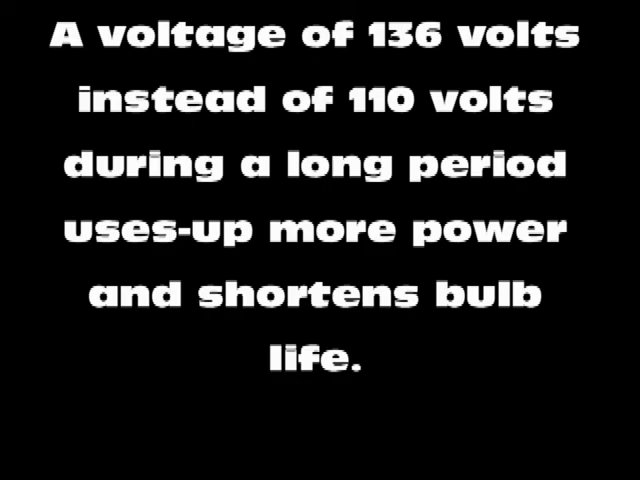 A voltage of 136 volts
instead of 110 volts
during a long period
uses-up more power
and shortens bulb
life.